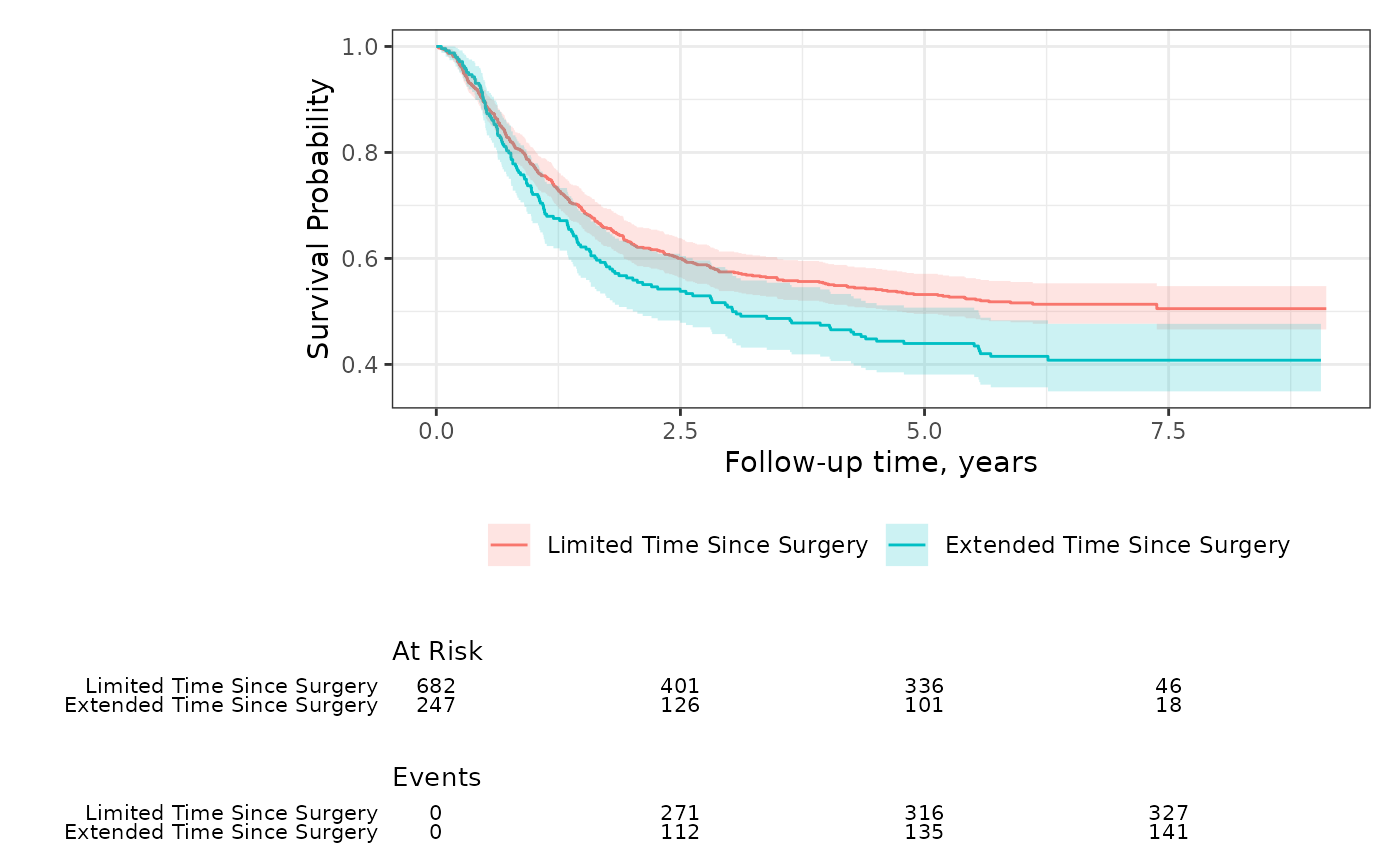 Survival Probability
1.0
0.8
0.6
0.4
0.0 2.5 5.0 7.5
Follow-up time, years
Limited Time Since Surgery Extended Time Since Surgery
At Risk
Limited Time Since Surgery 682 401 336 46
Extended Time Since Surgery 247 126 101 18
Events
Limited Time Since Surgery 0 271 316 327
Extended Time Since Surgery 0 112 135 141